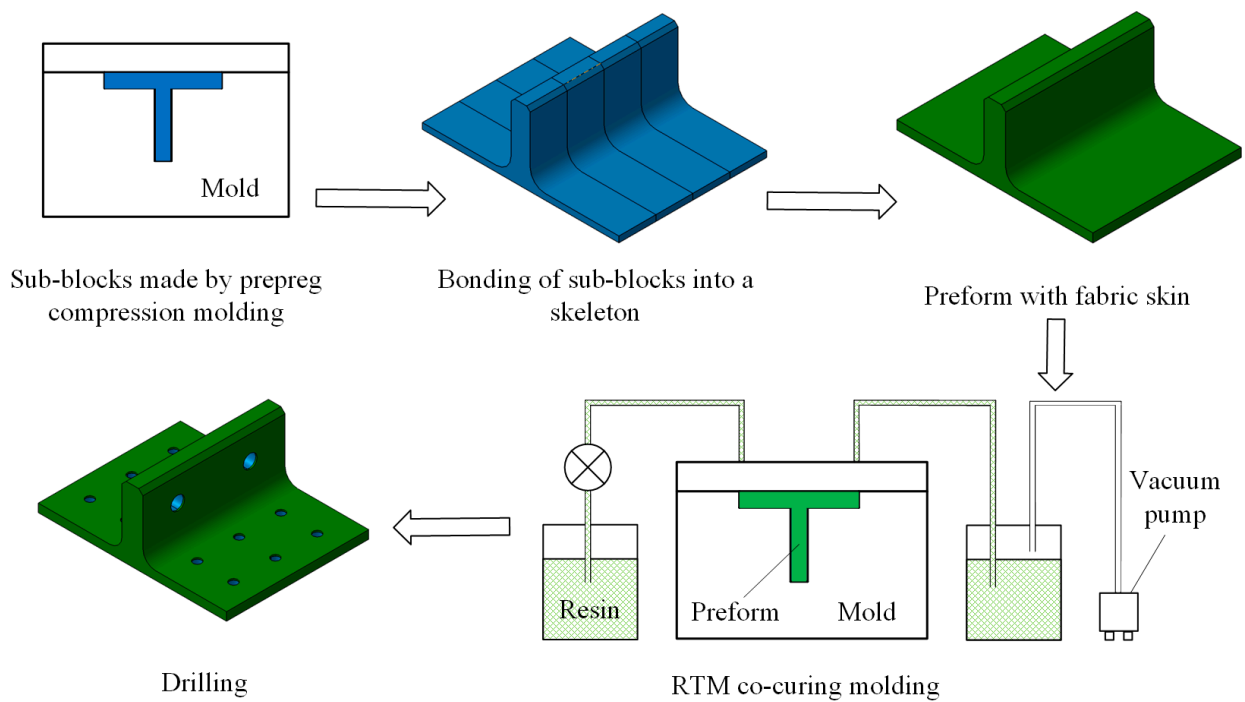 Mold
Sub-blocks made by prepreg
compression molding
Bonding of sub-blocks into a
skeleton
Preform with fabric skin
Vacuum
pump
Resin
Preform
Mold
Drilling
RTM co-curing molding